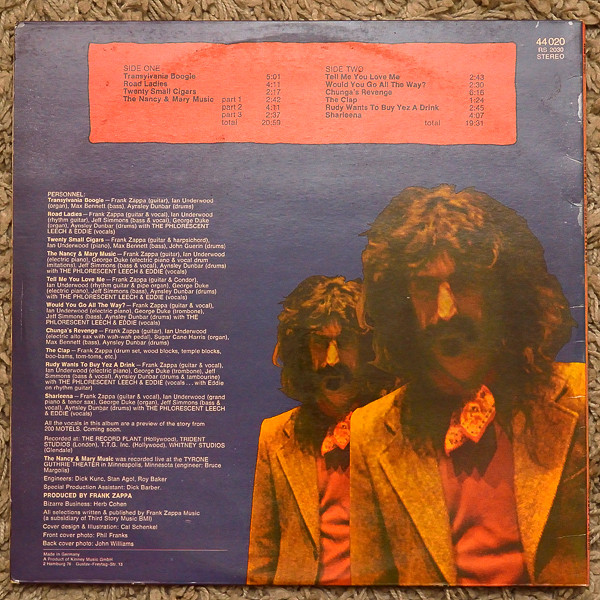 44 020
RS 2030
STEREO
SIDE ONE
Transylvania Boogie 5:01
Road Ladies 4:11
Twenty Small Cigars 2:17
The Nancy & Mary Music part 1 2:42
part 2 4:11
part 3 2:37
total 20:59
SIDE TWO
Tell Me You Love Me 2:43
Would You Go All The Way? 2:30
Chunga's Revenge 6:16
The Clap 1:24
Rudy Wants To Buy Yez A Drink 2:45
Sharleena 4:07
total 19:31
PERSONNEL:
Transylvania Boogie — Frank Zappa (guitar), Ian Underwood
(organ), Max Bennett (bass), Aynsley Dunbar (drums)
Road Ladies — Frank Zappa (guitar & vocal), Ian Underwood
(rhythm guitar), Jeff Simmons (bass & vocal), George Duke
(organ), Aynsley Dunbar (drums) with THE PHLORESCENT
LEECH & EDDIE (vocals)
Twenty Small Cigars — Frank Zappa (guitar & harpsichord),
Ian Underwood (piano), Max Bennett (bass), John Guerin (drums)
The Nancy & Mary Music — Frank Zappa (guitar), Ian Underwood
(electric piano), George Duke (electric piano & vocal drum
imitations), Jeff Simmons (bass & vocal), Aynsley Dunbar (drums)
with THE PHLORESCENT LEECH & EDDIE (vocals)
Tell Me You Love Me — Frank Zappa (guitar & Condor)
Ian Underwood (rhythm guitar & pipe organ), George Duke
(electric piano), Jeff Simmons (bass & vocal), Aynsley Dunbar
(drums) with THE PHLORESCENT LEECH & EDDIE (vocals)
Would You Go All The Way? — Frank Zappa (guitar & vocal),
Ian Underwood (electric piano), George Duke (trombone),
Jeff Simmons (bass & vocal), Aynsley Dunbar (drums) with THE
PHLORESCENT LEECH & EDDIE (vocals)
Chunga's Revenge — Frank Zappa (guitar), Ian Underwood
(electric alto sax with wah-wah pedal), Sugar Cane Harris (organ),
Max Bennett (bass), Aynsley Dunbar (drums)
The Clap — Frank Zappa (drum set, wood blocks, temple blocks,
boo-bams, tom-toms, etc.)
Rudy Wants To Buy Yez A Drink — Frank Zappa (guitar & vocal),
Ian Underwood (electric piano), George Duke (trombone), Jeff
Simmons (bass & vocal), Aynsley Dunbar (drums & tambourine)
with THE PHLORESCENT LEECH & EDDIE (vocals ... with Eddie
on rhythm guitar)
Sharleena — Frank Zappa (guitar & vocal), Ian Underwood (grand
piano & tenor sax), George Duke (organ), Jeff Simmons (bass &
vocal), Aynsley Dunbar (drums) with THE PHLORESCENT LEECH
& EDDIE (vocals)
All the vocals in this album are a preview of the story from
200 MOTELS. Coming soon.
Recorded at: THE RECORD PLANT (Hollywood), TRIDENT
STUDIOS (London), T.T.G. Inc. (Hollywood), WHITNEY STUDIOS
(Glendale)
The Nancy & Mary Music was recorded live at the TYRONE
GUTHRIE THEATER in Minneapolis, Minnesota (engineer: Bruce
Margolis)
Engineers: Dick Kunc, Stan Agol, Roy Baker
Special Production Assistant: Dick Barber.
PRODUCED BY FRANK ZAPPA
Bizarre Business: Herb Cohen
All selections written & published by Frank Zappa Music
(a subsidiary of Third Story Music BMI)
Cover design & illustration: Cal Schenkel
Front cover photo: Phil Franks
Back cover photo: John Williams
Made in Germany
A Product of Kinney Music GmbH
2 Hamburg 76 Gustav-Freytag-Str. 13